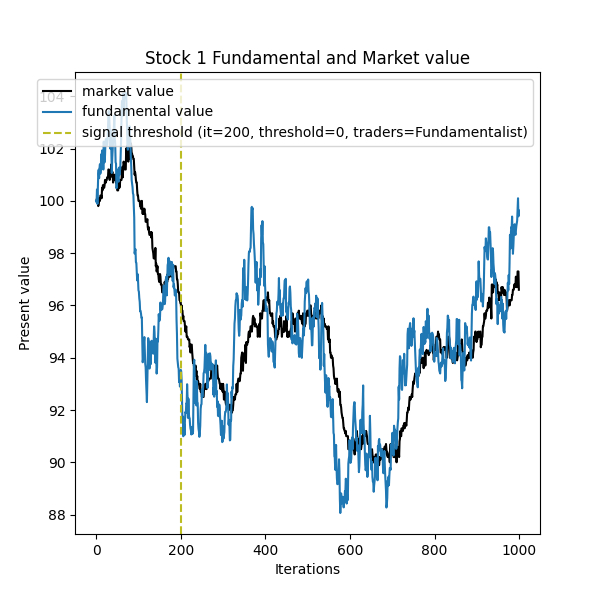 Stock 1 Fundamental and Market value
market value
fundamental value
signal threshold (it=200, threshold=0, traders=Fundamentalist)
104
102
100
98
96
94
92
90
88
Present value
0
200
400
600
800
1000
Iterations